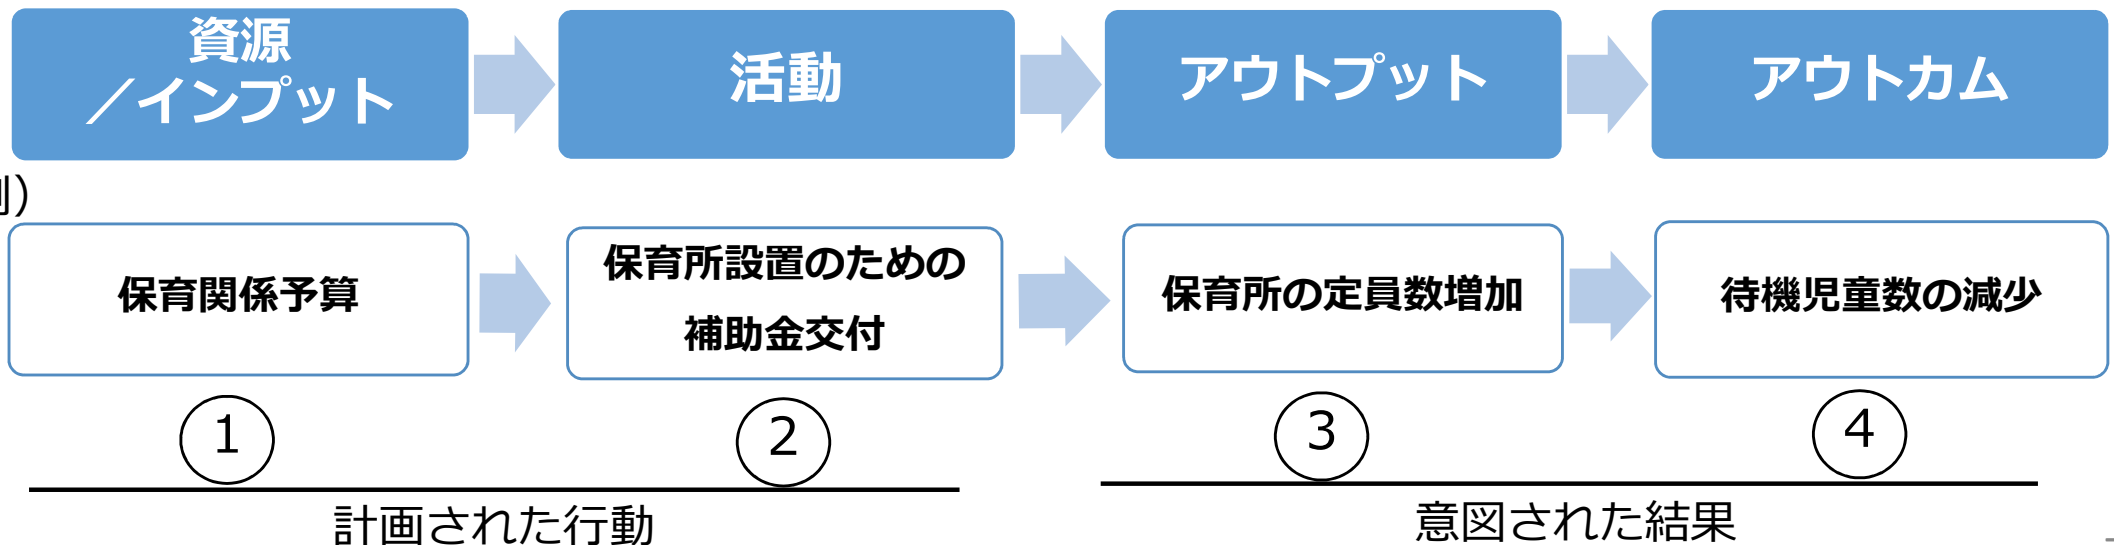 資源
／インプット
活動
アウトプット
アウトカム
)
保育関係予算
保育所設置のための
補助金交付
保育所の定員数増加
待機児童数の減少
1
2
3
4
計画された行動
意図された結果